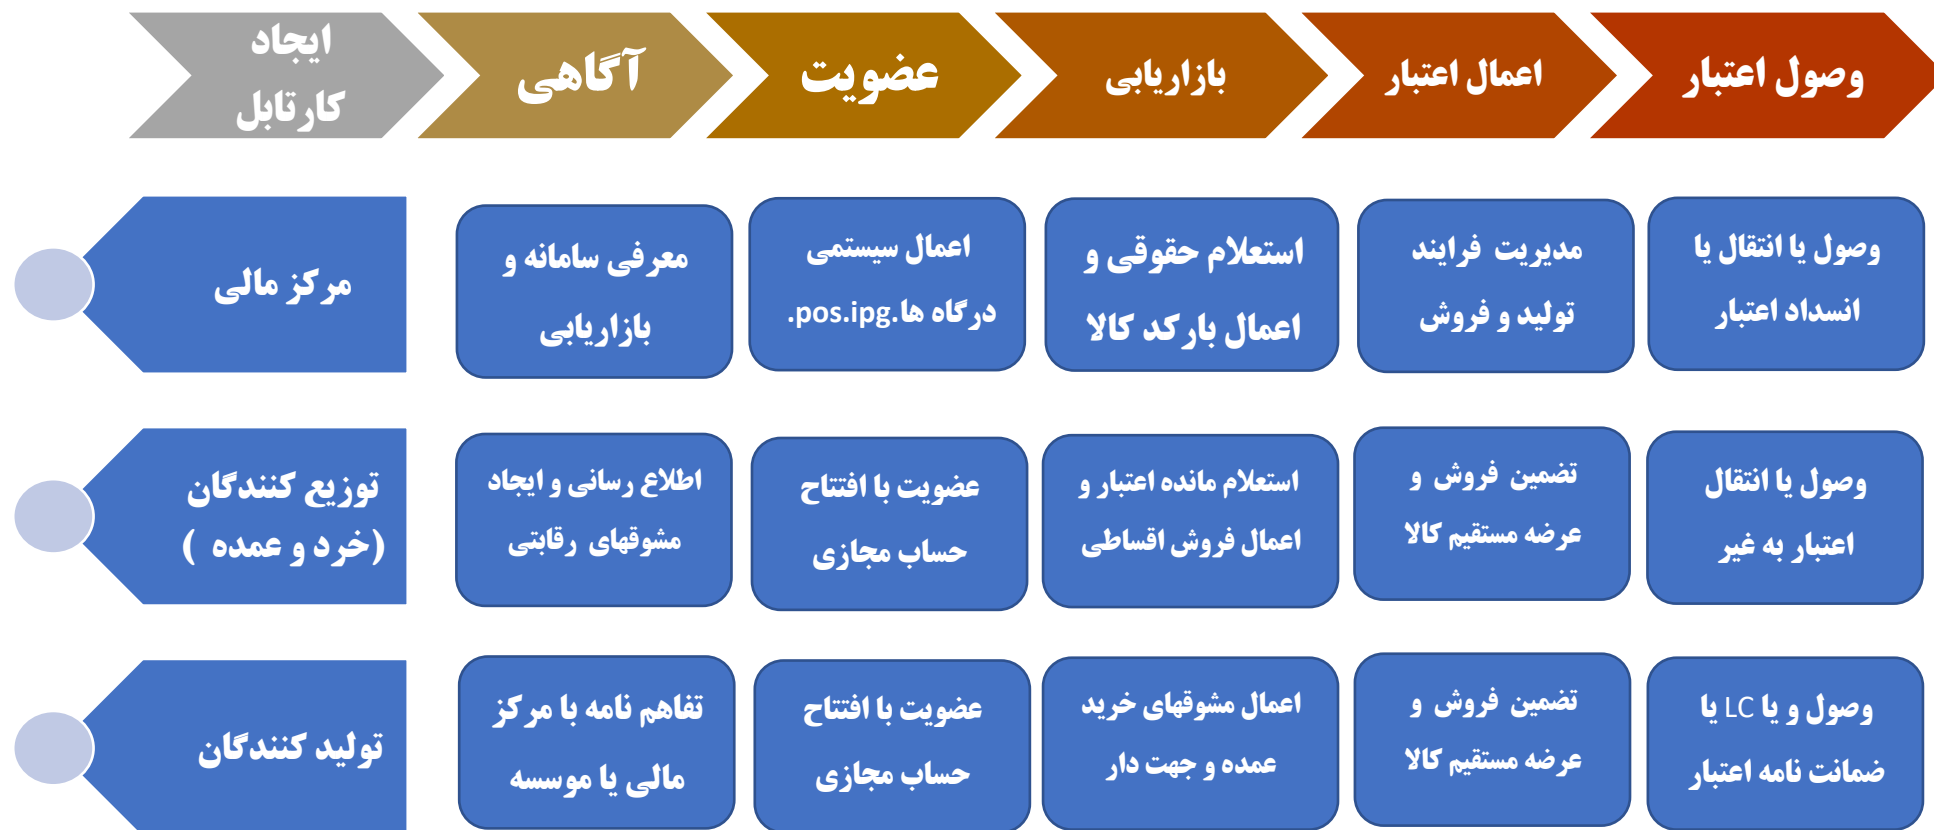 ایجاد
کارتابل
آگاهی
عضویت
بازاریابی
اعمال اعتبار
وصول اعتبار
مرکز مالی
معرفی سامانه و
بازاریابی
اعمال سیستمی
درگاه ها.pos.ipg.
استعلام حقوقی و
اعمال بارکد کالا
مدیریت فرایند
تولید و فروش
وصول یا انتقال یا
انسداد اعتبار
توزیع کنندگان
(خرد و عمده )
اطلاع رسانی و ایجاد
مشوقهای رقابتی
عضویت با افتتاح
حساب مجازی
استعلام مانده اعتبار و
اعمال فروش اقساطی
تضمین فروش و
عرضه مستقیم کالا
وصول یا انتقال
اعتبار به غیر
تولید کنندگان
تفاهم نامه با مرکز
مالی یا موسسه
عضویت با افتتاح
حساب مجازی
اعمال مشوقهای خرید
عمده و جهت دار
تضمین فروش و
عرضه مستقیم کالا
وصول و یا LC یا
ضمانت نامه اعتبار